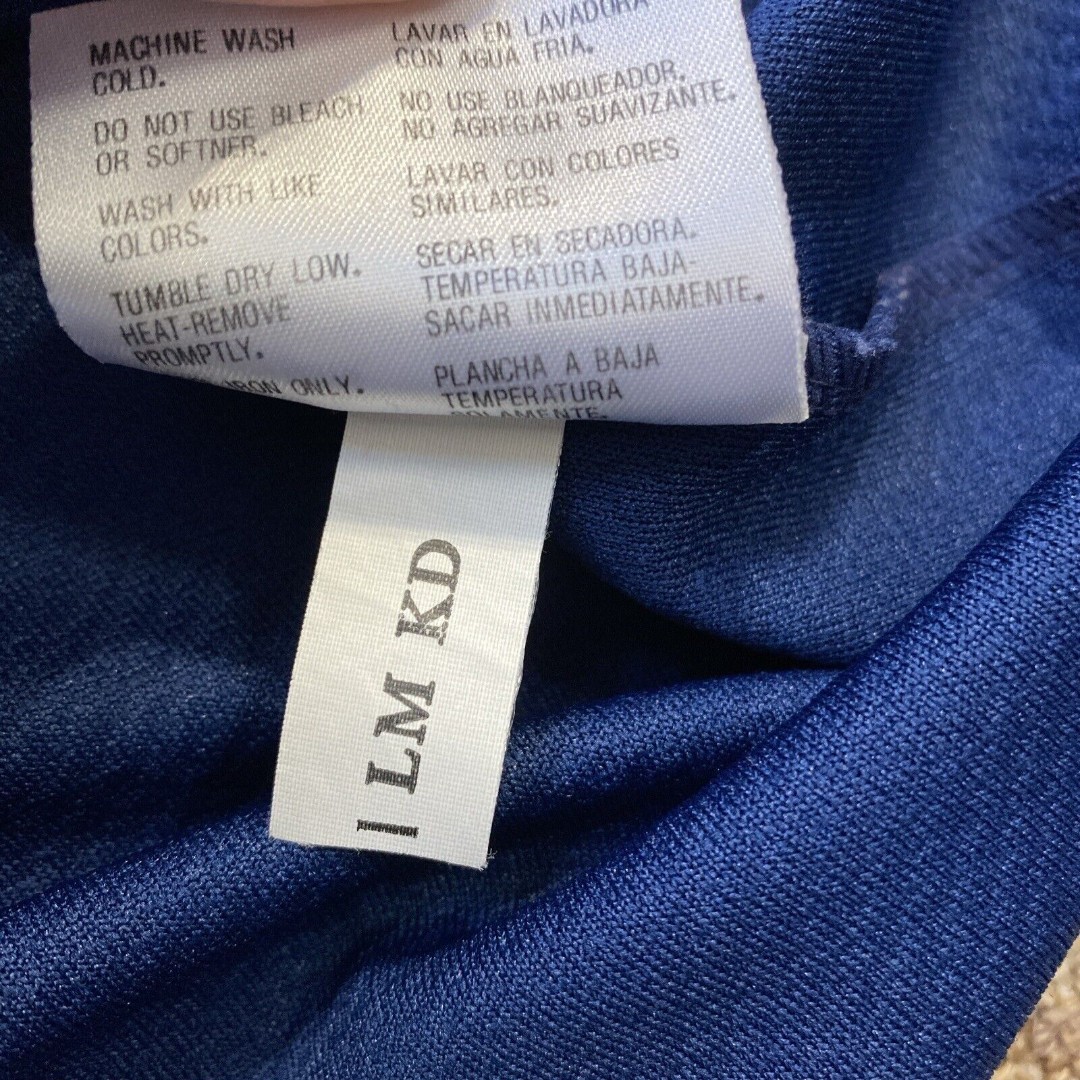 MACHINE WASH
COLD.
DO NOT USE BLEACH
OR SOFTNER.
WASH WITH LIKE
COLORS.
TUMBLE DRY LOW.
HEAT-REMOVE
PROMPTLY.
IRON ONLY.
LAVAR EN LAVADORA
CON AGUA FRIA.
NO USE BLANQUEADOR.
NO AGREGAR SUAVIZANTE.
LAVAR CON COLORES
SIMILARES.
SECAR EN SECADORA.
TEMPERATURA BAJA-
SACAR INMEDIATAMENTE.
PLANCHA A BAJA
TEMPERATURA
SOLAMENTE.
LM KD